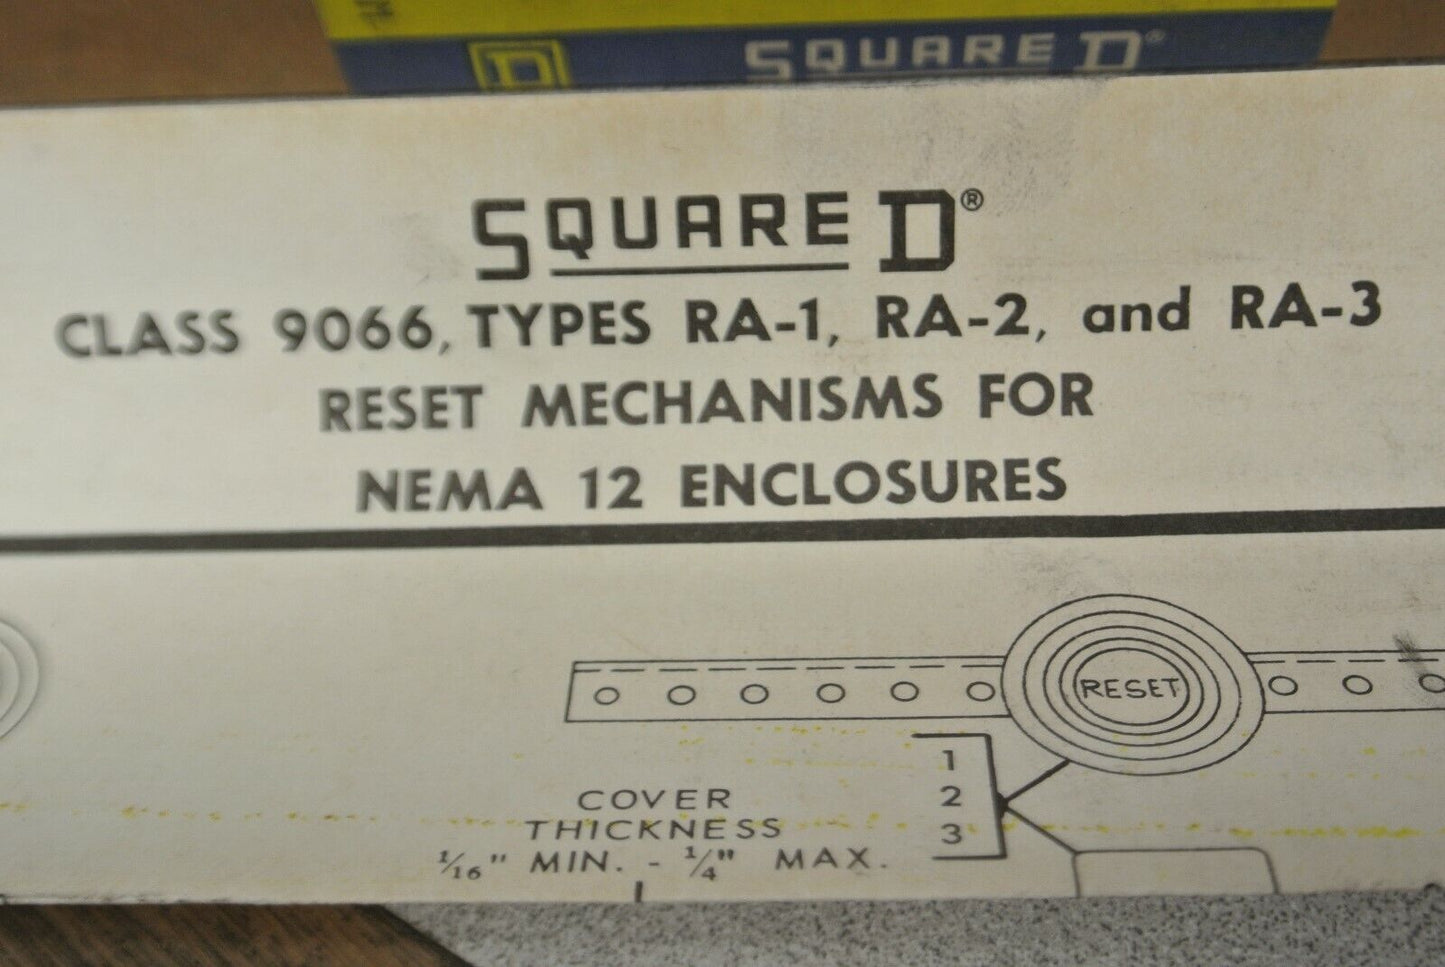 D SQUARE D®
SQUARE D®
CLASS 9066, TYPES RA-1, RA-2, and RA-3
RESET MECHANISMS FOR
NEMA 12 ENCLOSURES
RESET
1
2
3
COVER
THICKNESS
1/16" MIN. - 1/4" MAX.